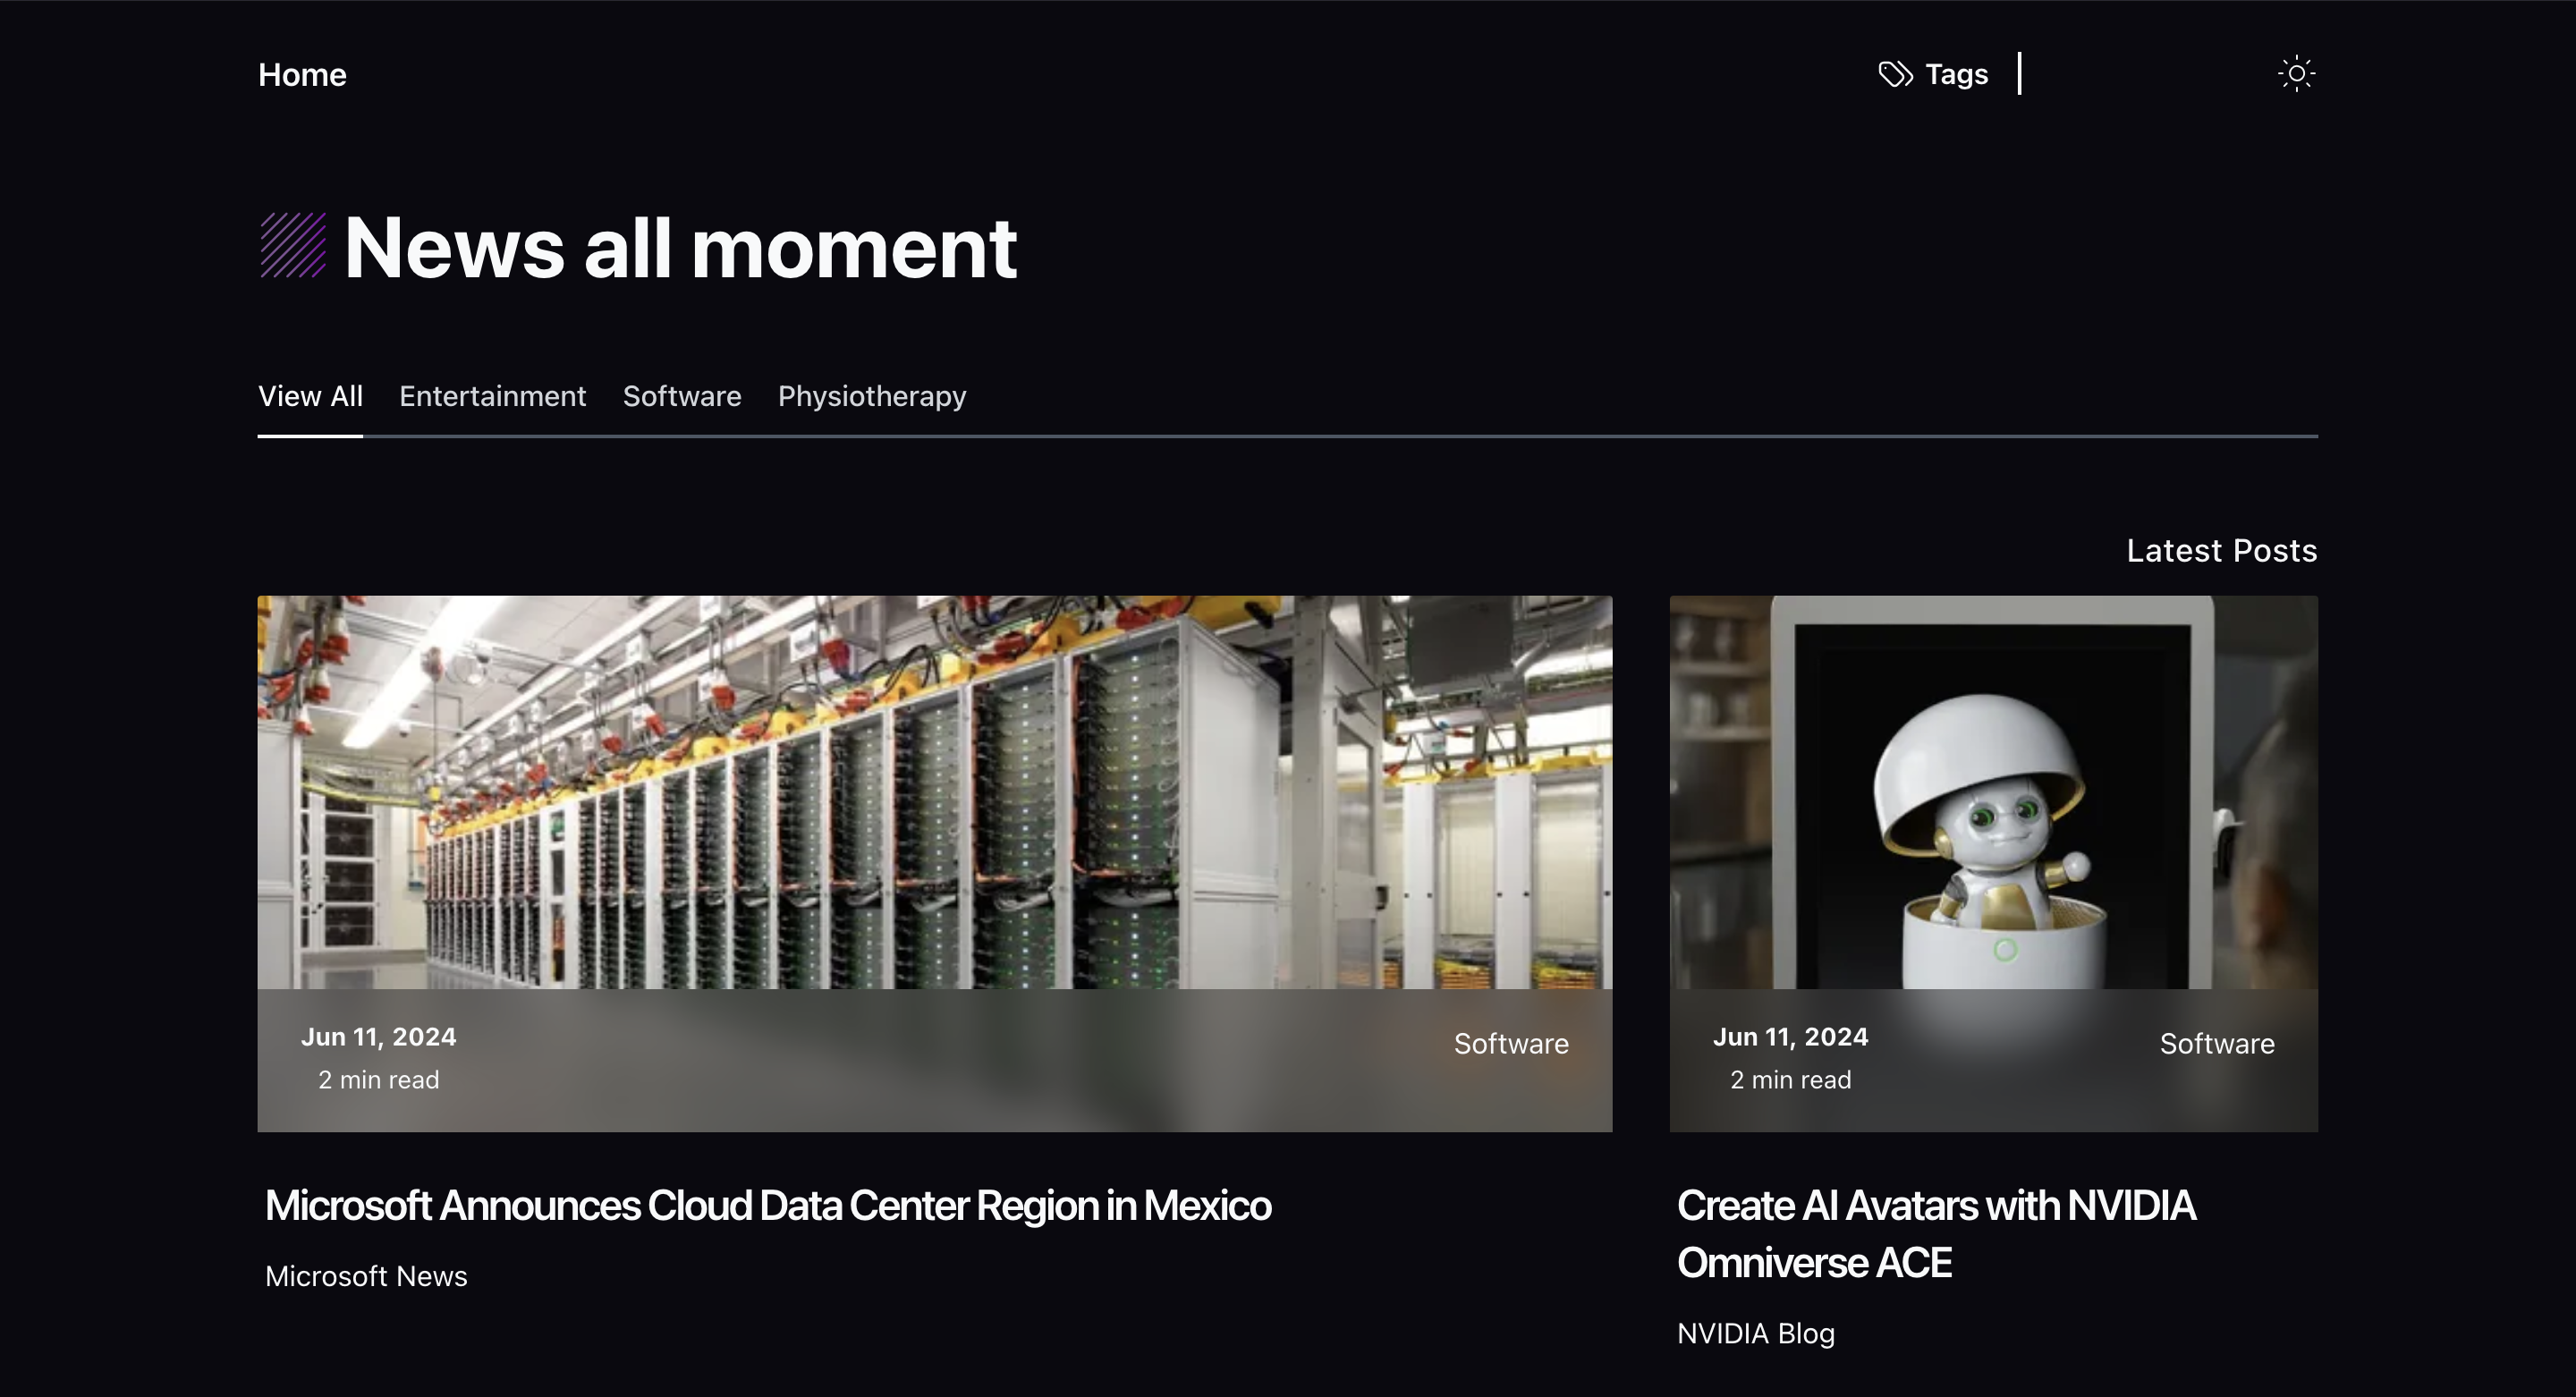 Home
Tags
News all moment
View All Entertainment Software Physiotherapy
Latest Posts
Jun 11, 2024
2 min read
Software
Microsoft Announces Cloud Data Center Region in Mexico
Microsoft News
Jun 11, 2024
2 min read
Software
Create AI Avatars with NVIDIA
Omniverse ACE
NVIDIA Blog